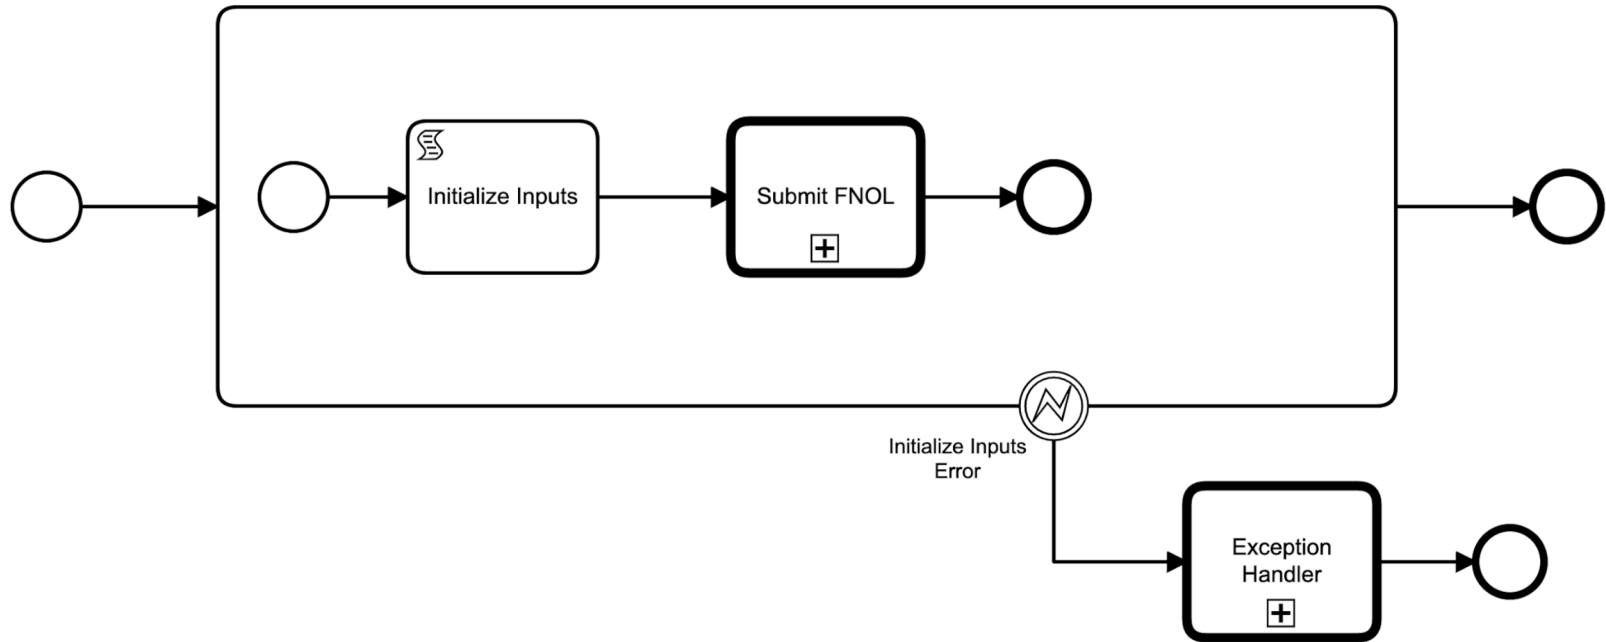 Initialize Inputs
Submit FNOL
Initialize Inputs
Error
Exception
Handler